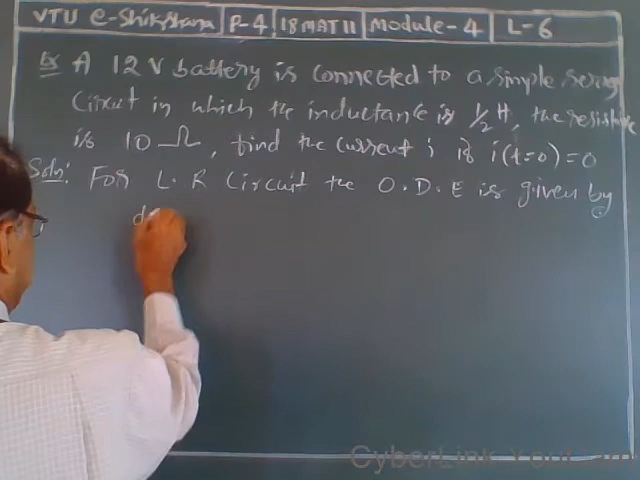 VTU e-Shikshana P-4 18MAT11 Module-4 L-6
Ex A 12 V battery is connected to a simple series
Circuit in which the inductance is 1/2 H, the resistance
is 10 Ω, find the current i if i(t=0)=0
Soln: For L.R Circuit the O.D.E is given by
d
CyberLink YouCam